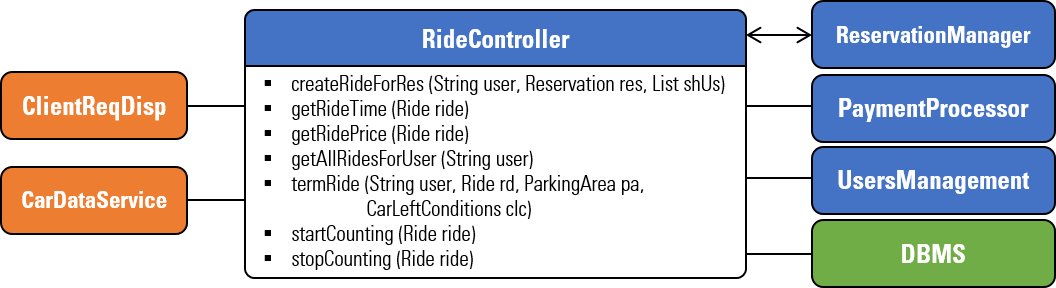 RideController
ReservationManager
ClientReqDisp
CarDataService
▪ createRideForRes (String user, Reservation res, List shUs)
▪ getRideTime (Ride ride)
▪ getRidePrice (Ride ride)
▪ getAllRidesForUser (String user)
▪ termRide (String user, Ride rd, ParkingArea pa,
CarLeftConditions clc)
▪ startCounting (Ride ride)
▪ stopCounting (Ride ride)
PaymentProcessor
UsersManagement
DBMS